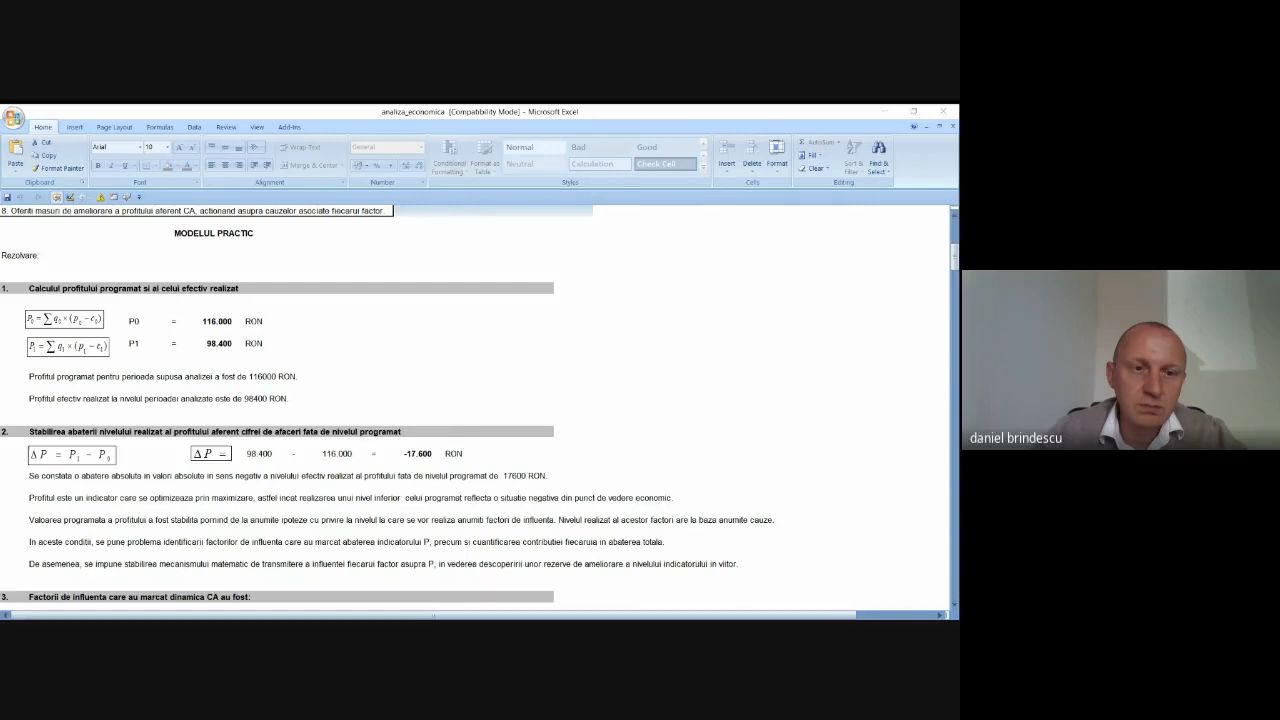 analiza_economica [Compatibility Mode] - Microsoft Excel
Home Insert Page Layout Formulas Data Review View Add-Ins
Paste Cut Copy Format Painter Clipboard
Arial 10 Font
Wrap Text Merge & Center Alignment
General Number
Conditional Formatting Format as Table Normal Bad Good Neutral Calculation Check Cell Styles
Insert Delete Format Cells
AutoSum Fill Clear Sort & Filter Find & Select Editing
8. Oferiti masuri de ameliorare a profitului aferent CA, actionand asupra cauzelor asociate fiecarui factor.
MODELUL PRACTIC
Rezolvare:
1. Calculul profitului programat si al celui efectiv realizat
P₀ = ∑ q₀ × (p₀ − c₀) P0 = 116.000 RON
P₁ = ∑ q₁ × (p₁ − c₁) P1 = 98.400 RON
Profitul programat pentru perioada supusa analizei a fost de 116000 RON.
Profitul efectiv realizat la nivelul perioadei analizate este de 98400 RON.
2. Stabilirea abaterii nivelului realizat al profitului aferent cifrei de afaceri fata de nivelul programat
Δ P = P₁ − P₀ Δ P = 98.400 - 116.000 = -17.600 RON
Se constata o abatere absoluta in valori absolute in sens negativ a nivelului efectiv realizat al profitului fata de nivelul programat de 17600 RON.
Profitul este un indicator care se optimizeaza prin maximizare, astfel incat realizarea unui nivel inferior celui programat reflecta o situatie negativa din punct de vedere economic.
Valoarea programata a profitului a fost stabilita pornind de la anumite ipoteze cu privire la nivelul la care se vor realiza anumiti factori de influenta. Nivelul realizat al acestor factori are la baza anumite cauze.
In aceste conditii, se pune problema identificarii factorilor de influenta care au marcat abaterea indicatorului P, precum si cuantificarea contributiei fiecaruia in abaterea totala.
De asemenea, se impune stabilirea mecanismului matematic de transmitere a influentei fiecarui factor asupra P, in vederea descoperirii unor rezerve de ameliorare a nivelului indicatorului in viitor.
3. Factorii de influenta care au marcat dinamica CA au fost:
daniel brindescu